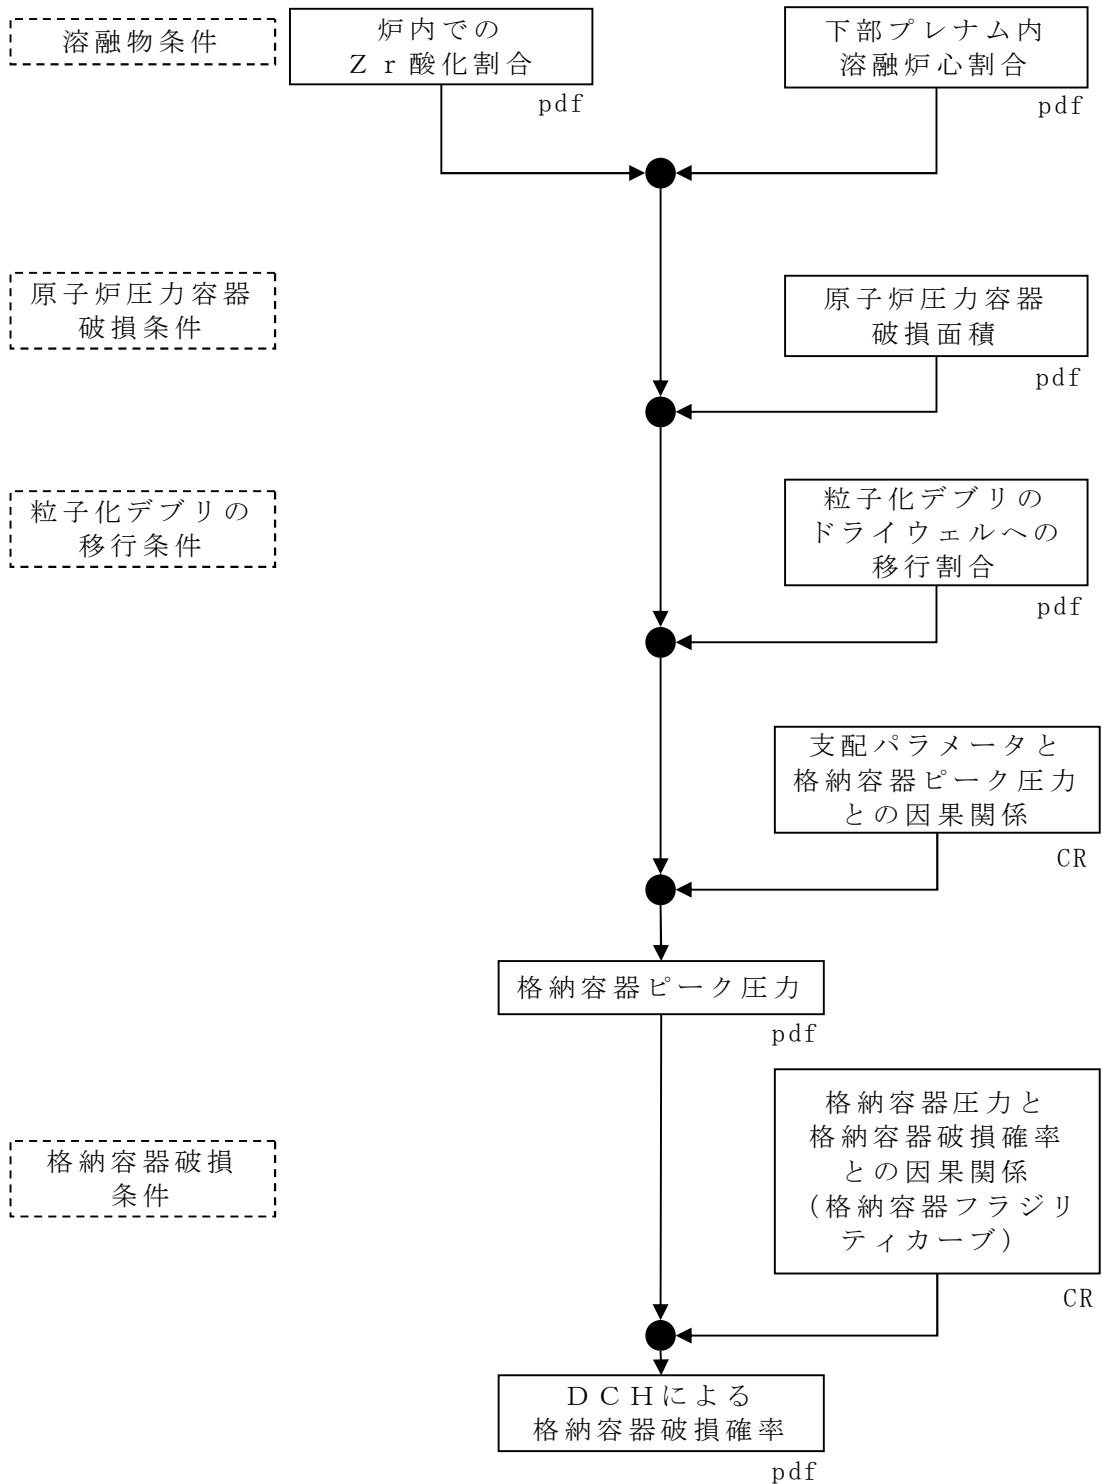 溶融物条件
炉内での
Ｚｒ酸化割合
pdf
下部プレナム内
溶融炉心割合
pdf
原子炉圧力容器
破損条件
原子炉圧力容器
破損面積
pdf
粒子化デブリの
移行条件
粒子化デブリの
ドライウェルへの
移行割合
pdf
支配パラメータと
格納容器ピーク圧力
との因果関係
CR
格納容器ピーク圧力
pdf
格納容器破損
条件
格納容器圧力と
格納容器破損確率
との因果関係
（格納容器フラジリ
ティカーブ）
CR
ＤＣＨによる
格納容器破損確率
pdf